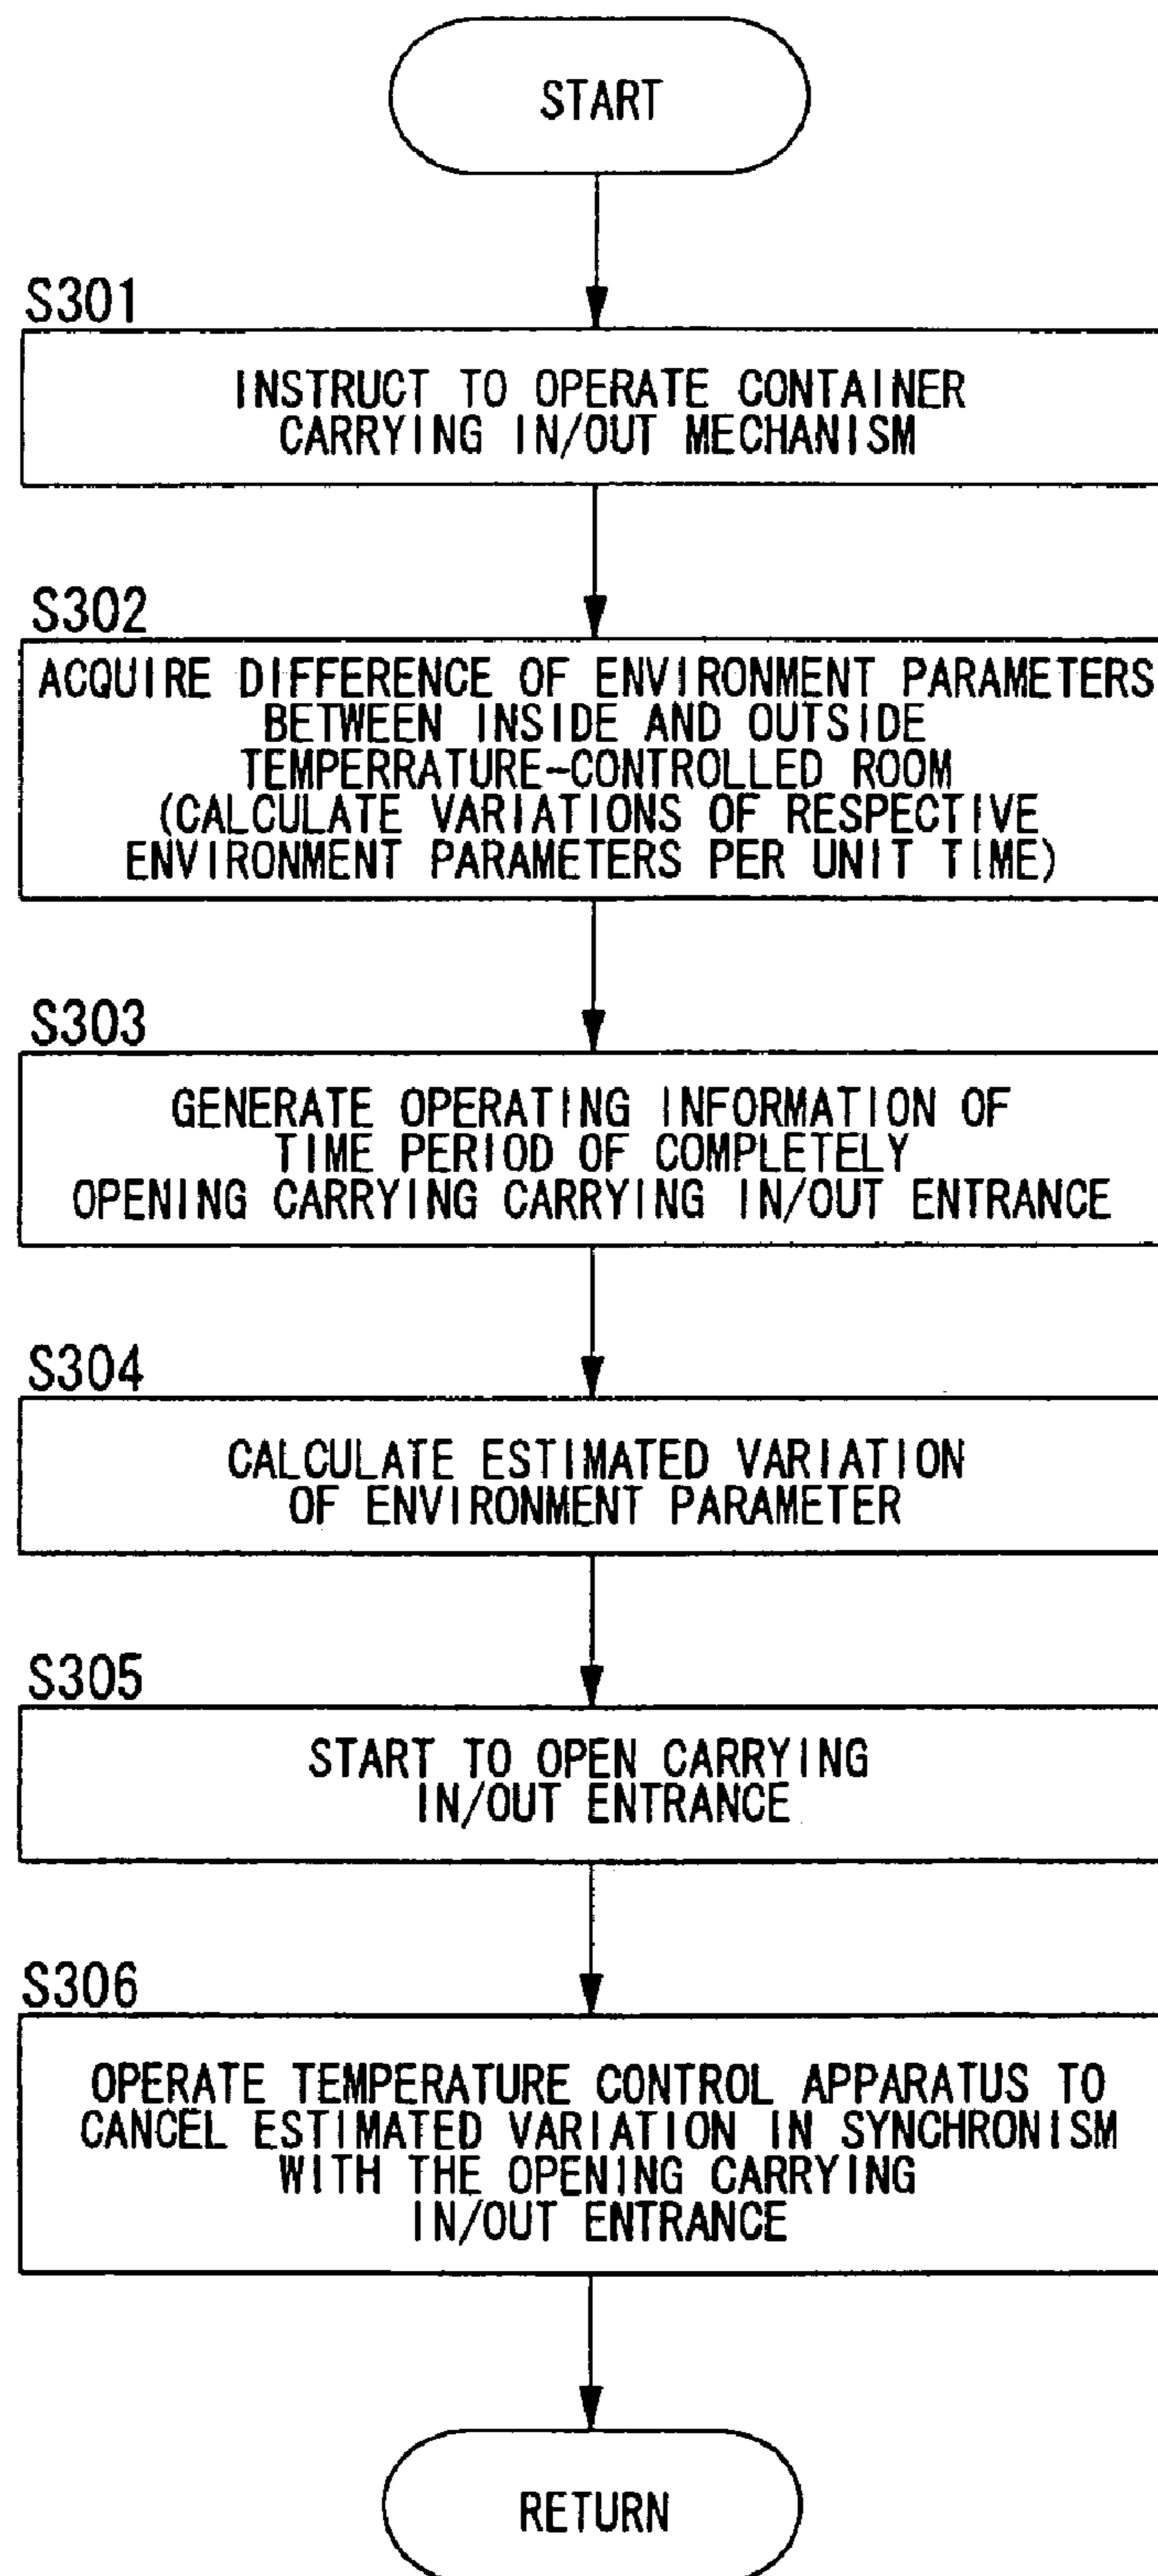 START
S301
INSTRUCT TO OPERATE CONTAINER
CARRYING IN/OUT MECHANISM
S302
ACQUIRE DIFFERENCE OF ENVIRONMENT PARAMETERS
BETWEEN INSIDE AND OUTSIDE
TEMPERRATURE-CONTROLLED ROOM
(CALCULATE VARIATIONS OF RESPECTIVE
ENVIRONMENT PARAMETERS PER UNIT TIME)
S303
GENERATE OPERATING INFORMATION OF
TIME PERIOD OF COMPLETELY
OPENING CARRYING CARRYING IN/OUT ENTRANCE
S304
CALCULATE ESTIMATED VARIATION
OF ENVIRONMENT PARAMETER
S305
START TO OPEN CARRYING
IN/OUT ENTRANCE
S306
OPERATE TEMPERATURE CONTROL APPARATUS TO
CANCEL ESTIMATED VARIATION IN SYNCHRONISM
WITH THE OPENING CARRYING
IN/OUT ENTRANCE
RETURN